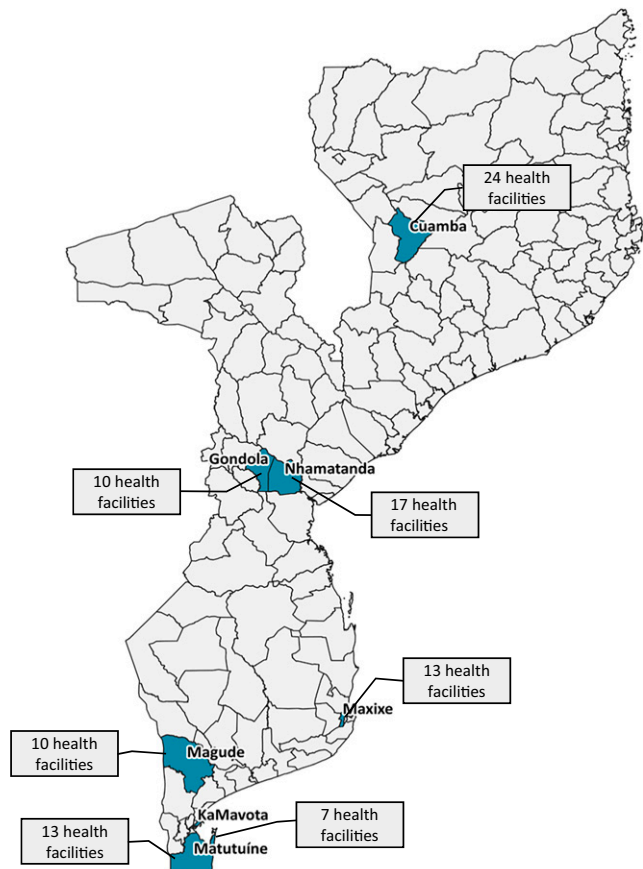 24 health
facilities
Cuamba
Gondola
Nhamatanda
10 health
facilities
17 health
facilities
13 health
facilities
Maxixe
10 health
facilities
Magude
KaMavota
7 health
facilities
13 health
facilities
Matutuíne